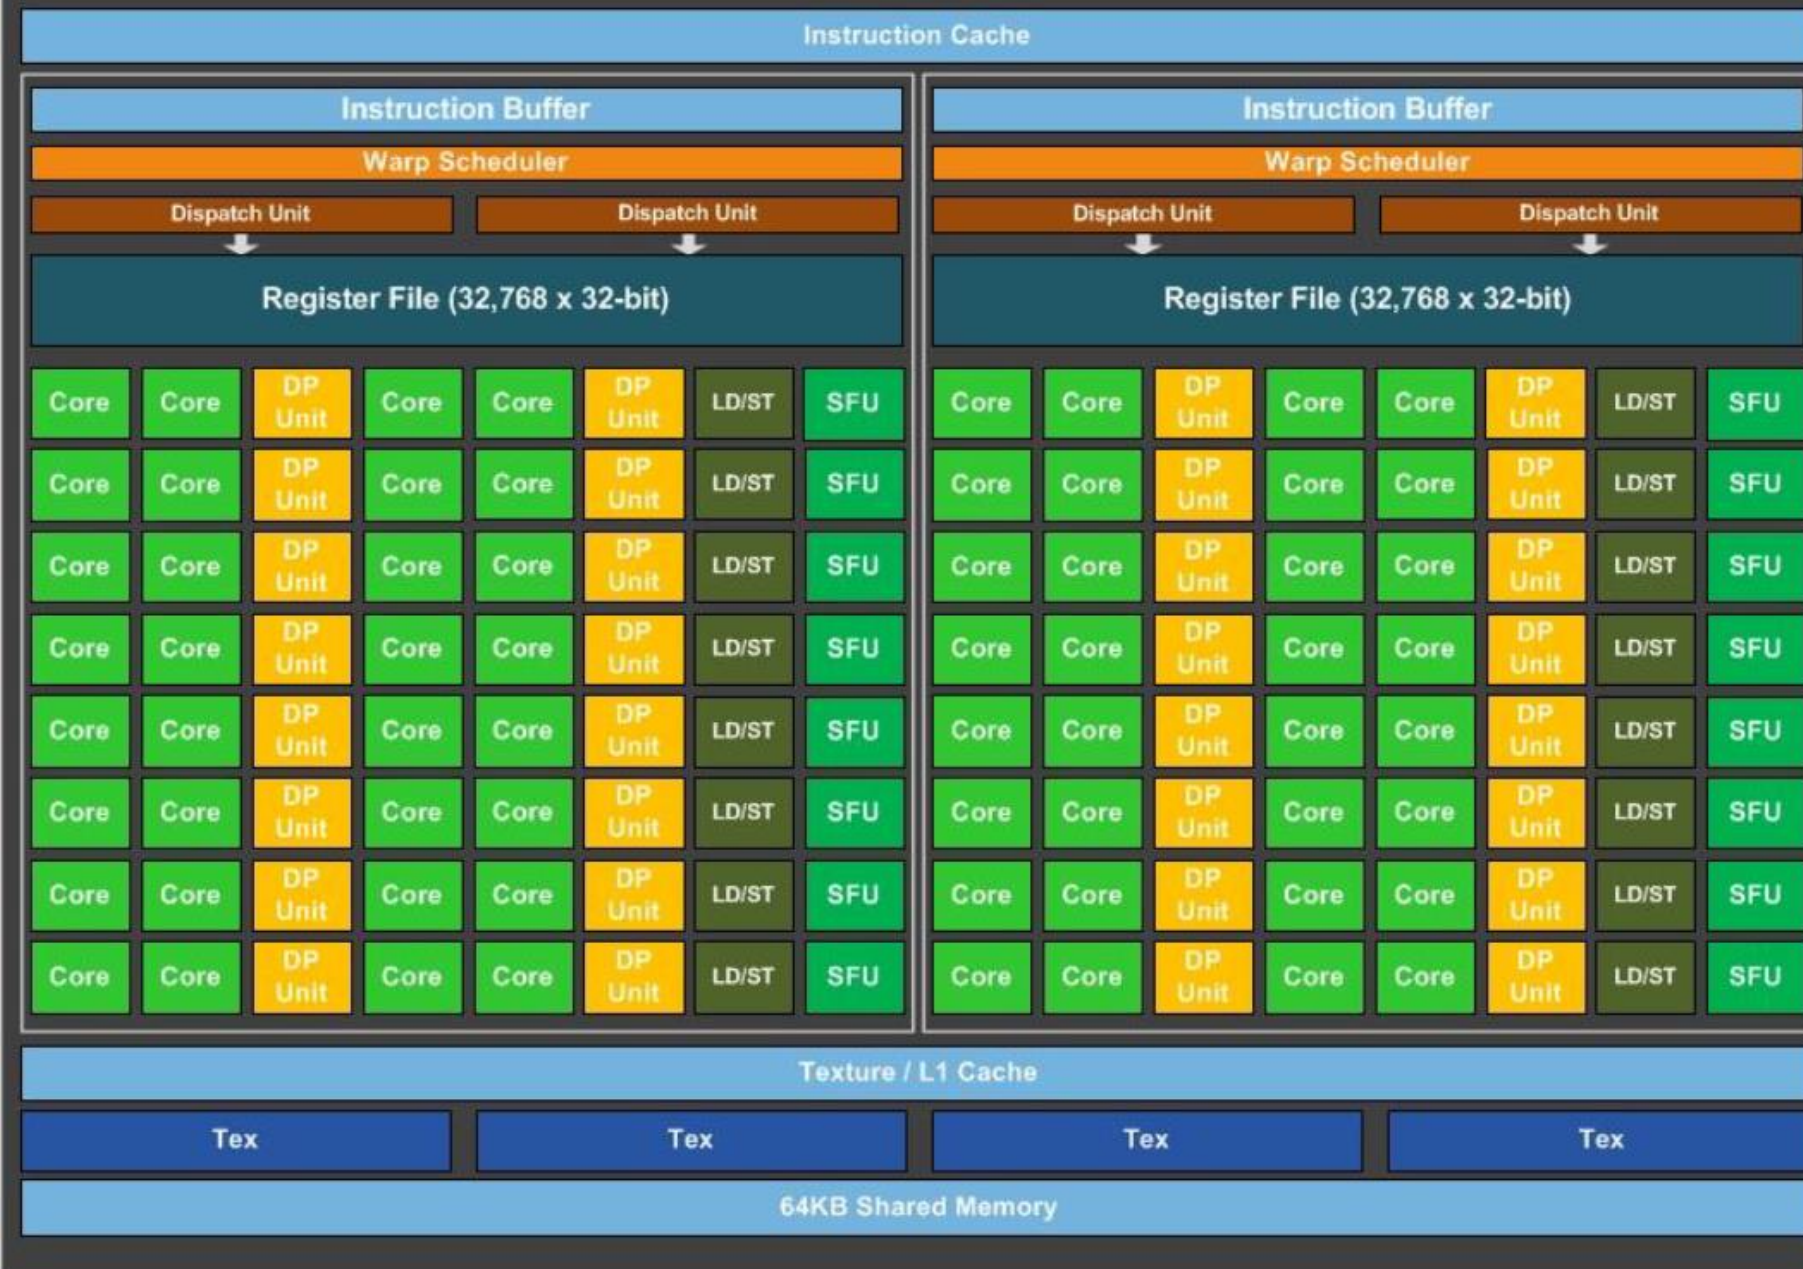 Instruction Cache
Instruction Buffer Instruction Buffer
Warp Scheduler Warp Scheduler
Dispatch Unit Dispatch Unit Dispatch Unit Dispatch Unit
Register File (32,768 x 32-bit) Register File (32,768 x 32-bit)
Core Core DP Unit Core Core DP Unit LD/ST SFU Core Core DP Unit Core Core DP Unit LD/ST SFU
Core Core DP Unit Core Core DP Unit LD/ST SFU Core Core DP Unit Core Core DP Unit LD/ST SFU
Core Core DP Unit Core Core DP Unit LD/ST SFU Core Core DP Unit Core Core DP Unit LD/ST SFU
Core Core DP Unit Core Core DP Unit LD/ST SFU Core Core DP Unit Core Core DP Unit LD/ST SFU
Core Core DP Unit Core Core DP Unit LD/ST SFU Core Core DP Unit Core Core DP Unit LD/ST SFU
Core Core DP Unit Core Core DP Unit LD/ST SFU Core Core DP Unit Core Core DP Unit LD/ST SFU
Core Core DP Unit Core Core DP Unit LD/ST SFU Core Core DP Unit Core Core DP Unit LD/ST SFU
Core Core DP Unit Core Core DP Unit LD/ST SFU Core Core DP Unit Core Core DP Unit LD/ST SFU
Texture / L1 Cache
Tex Tex Tex Tex
64KB Shared Memory